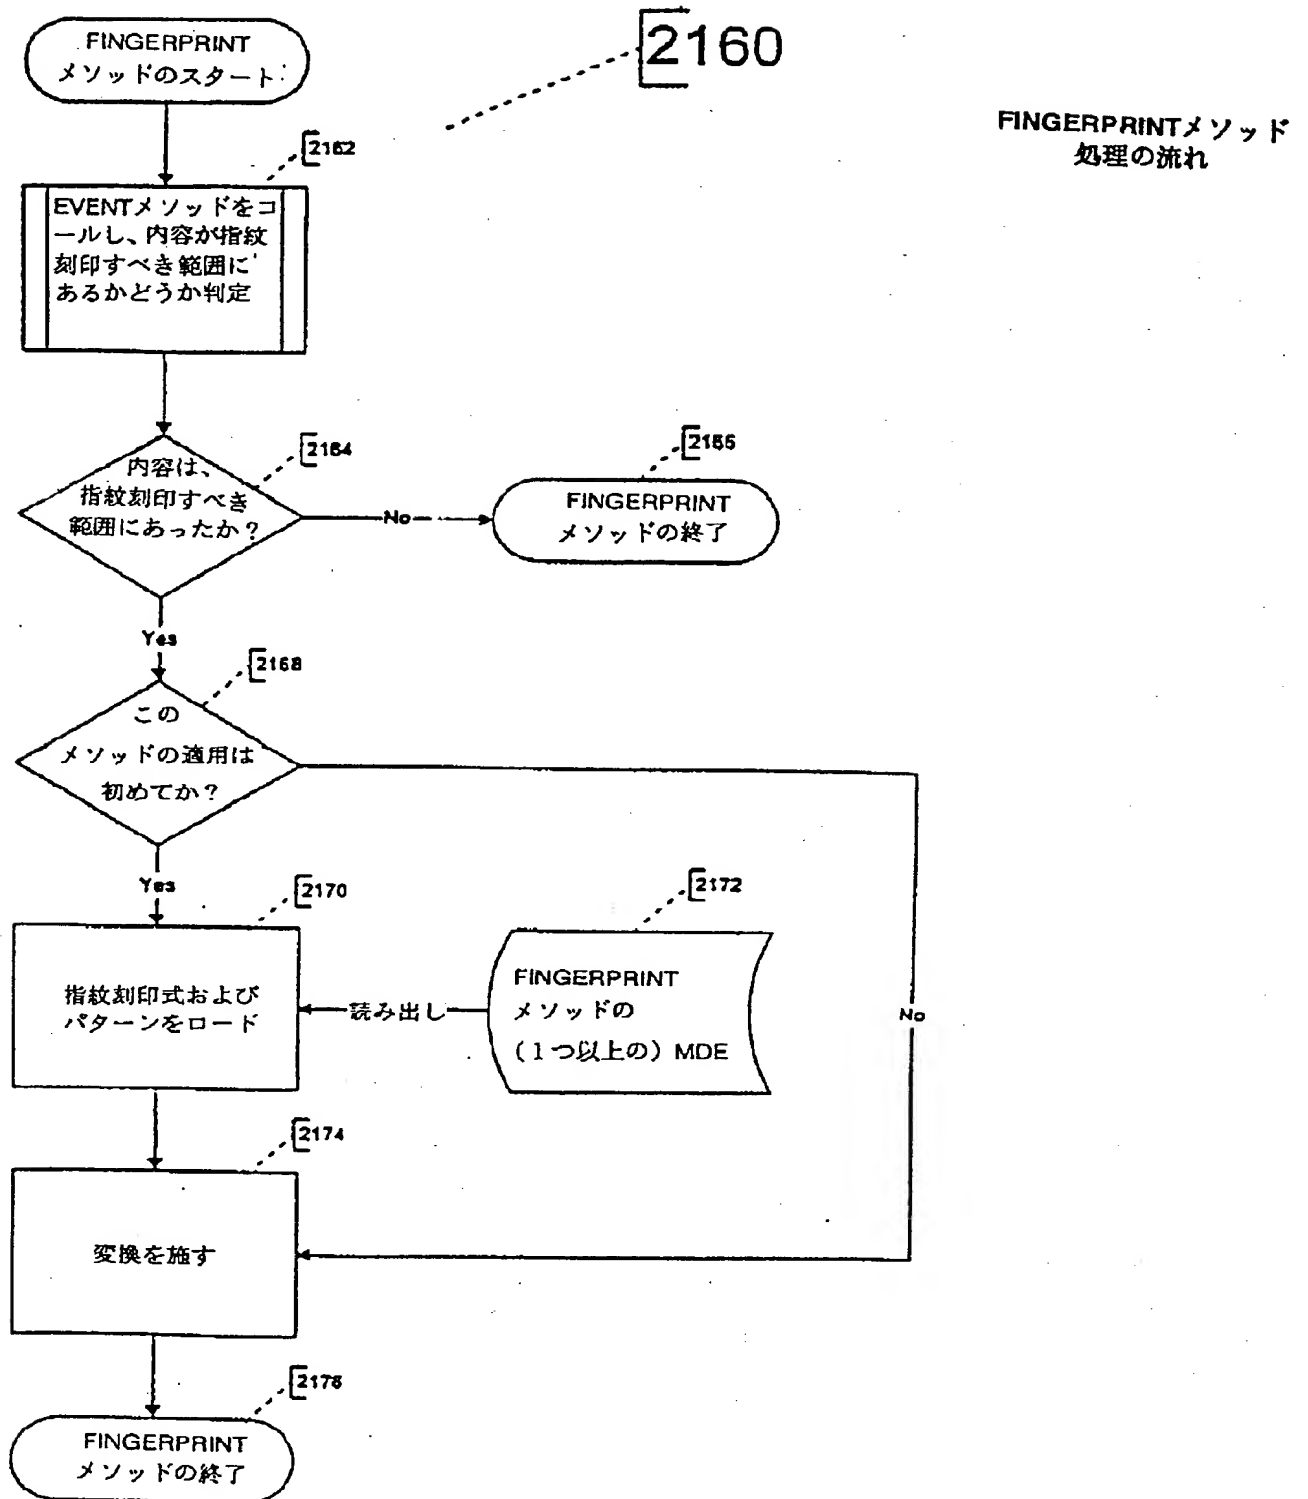 FINGERPRINT
メソッドのスタート
2160
FINGERPRINTメソッド
処理の流れ
2162
EVENTメソッドをコ
ールし、内容が指紋
刻印すべき範囲に
あるかどうか判定
2164
内容は、
指紋刻印すべき
範囲にあったか?
No
2166
FINGERPRINT
メソッドの終了
Yes
2168
この
メソッドの適用は
初めてか?
Yes
2170
指紋刻印式および
パターンをロード
読み出し
2172
FINGERPRINT
メソッドの
(1つ以上の) MDE
No
2174
変換を施す
2176
FINGERPRINT
メソッドの終了